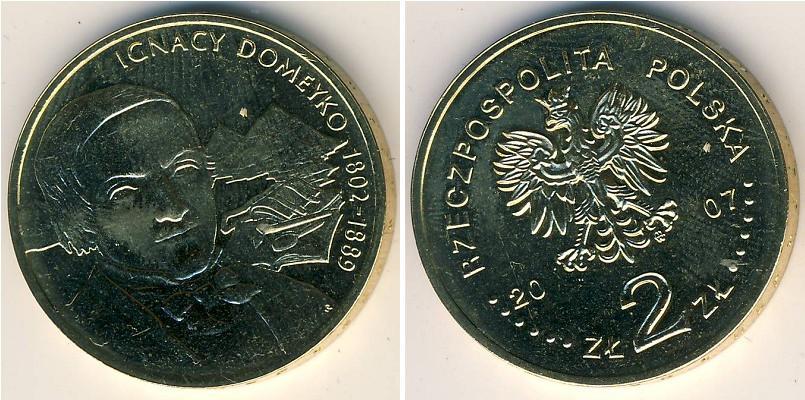 IGNACY DOMEYKO 1802-1889
RZECZPOSPOLITA POLSKA
20 07
ZŁ 2 ZŁ